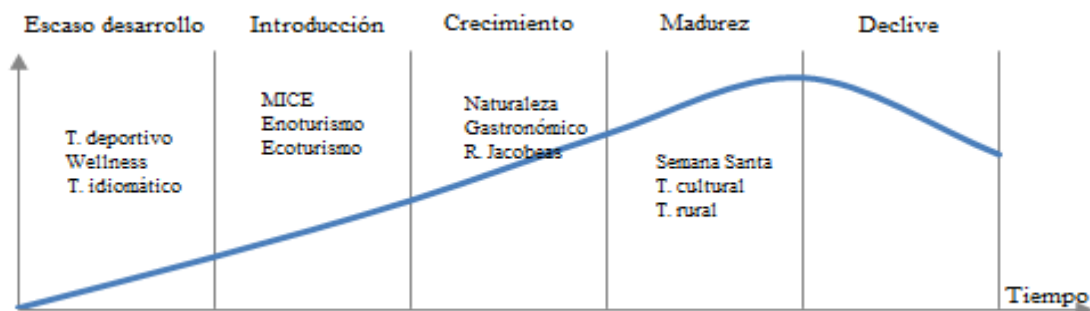 Escaso desarrollo
Introducción
Crecimiento
Madurez
Declive
T. deportivo
Wellness
T. idiomático
MICE
Enoturismo
Ecoturismo
Naturaleza
Gastronómico
R. Jacobeas
Semana Santa
T. cultural
T. rural
Tiempo